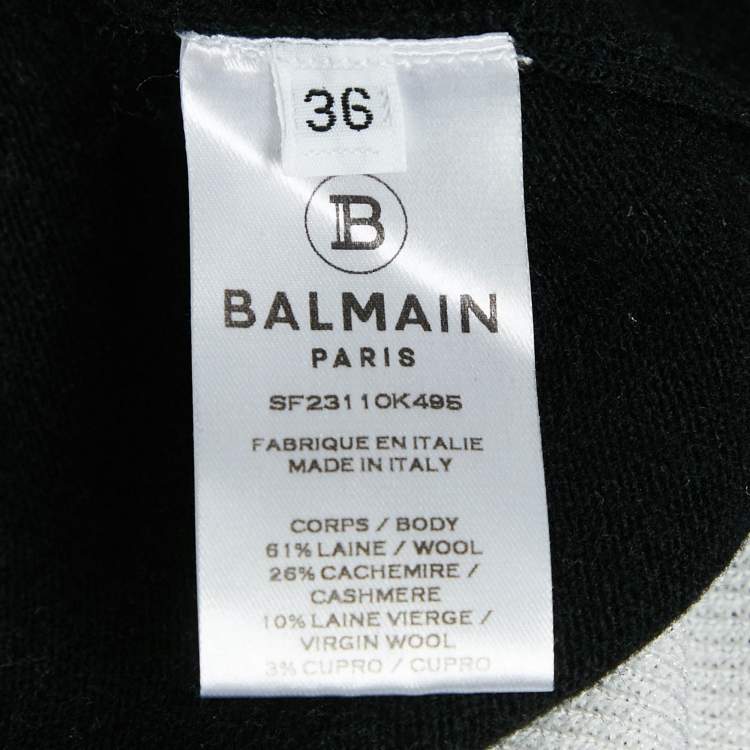 36
B
BALMAIN
PARIS
SF23110K495
FABRIQUE EN ITALIE
MADE IN ITALY
CORPS / BODY
61% LAINE / WOOL
26% CACHEMIRE /
CASHMERE
10% LAINE VIERGE /
VIRGIN WOOL
3% CUPRO / CUPRO